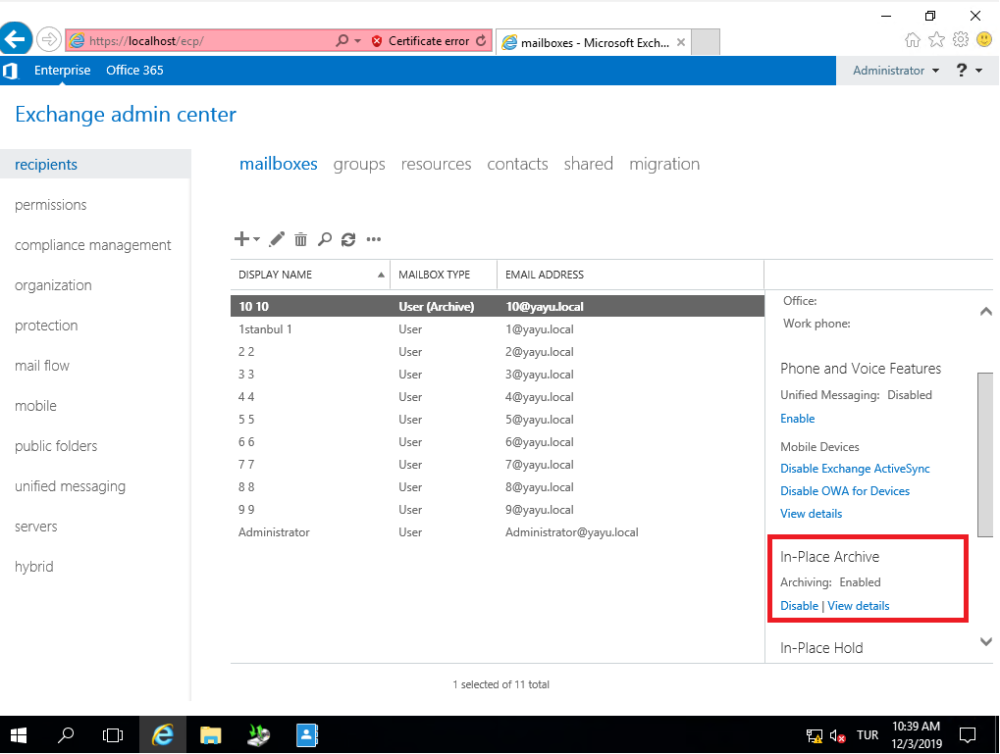 https://localhost/ecp/
Certificate error
mailboxes - Microsoft Exch...
Enterprise Office 365
Administrator
?
Exchange admin center
recipients
permissions
compliance management
organization
protection
mail flow
mobile
public folders
unified messaging
servers
hybrid
mailboxes groups resources contacts shared migration
DISPLAY NAME MAILBOX TYPE EMAIL ADDRESS
10 10 User (Archive) 10@yayu.local
1stanbul 1 User 1@yayu.local
2 2 User 2@yayu.local
3 3 User 3@yayu.local
4 4 User 4@yayu.local
5 5 User 5@yayu.local
6 6 User 6@yayu.local
7 7 User 7@yayu.local
8 8 User 8@yayu.local
9 9 User 9@yayu.local
Administrator User Administrator@yayu.local
1 selected of 11 total
Office:
Work phone:
Phone and Voice Features
Unified Messaging: Disabled
Enable
Mobile Devices
Disable Exchange ActiveSync
Disable OWA for Devices
View details
In-Place Archive
Archiving: Enabled
Disable | View details
In-Place Hold
TUR
10:39 AM
12/3/2019